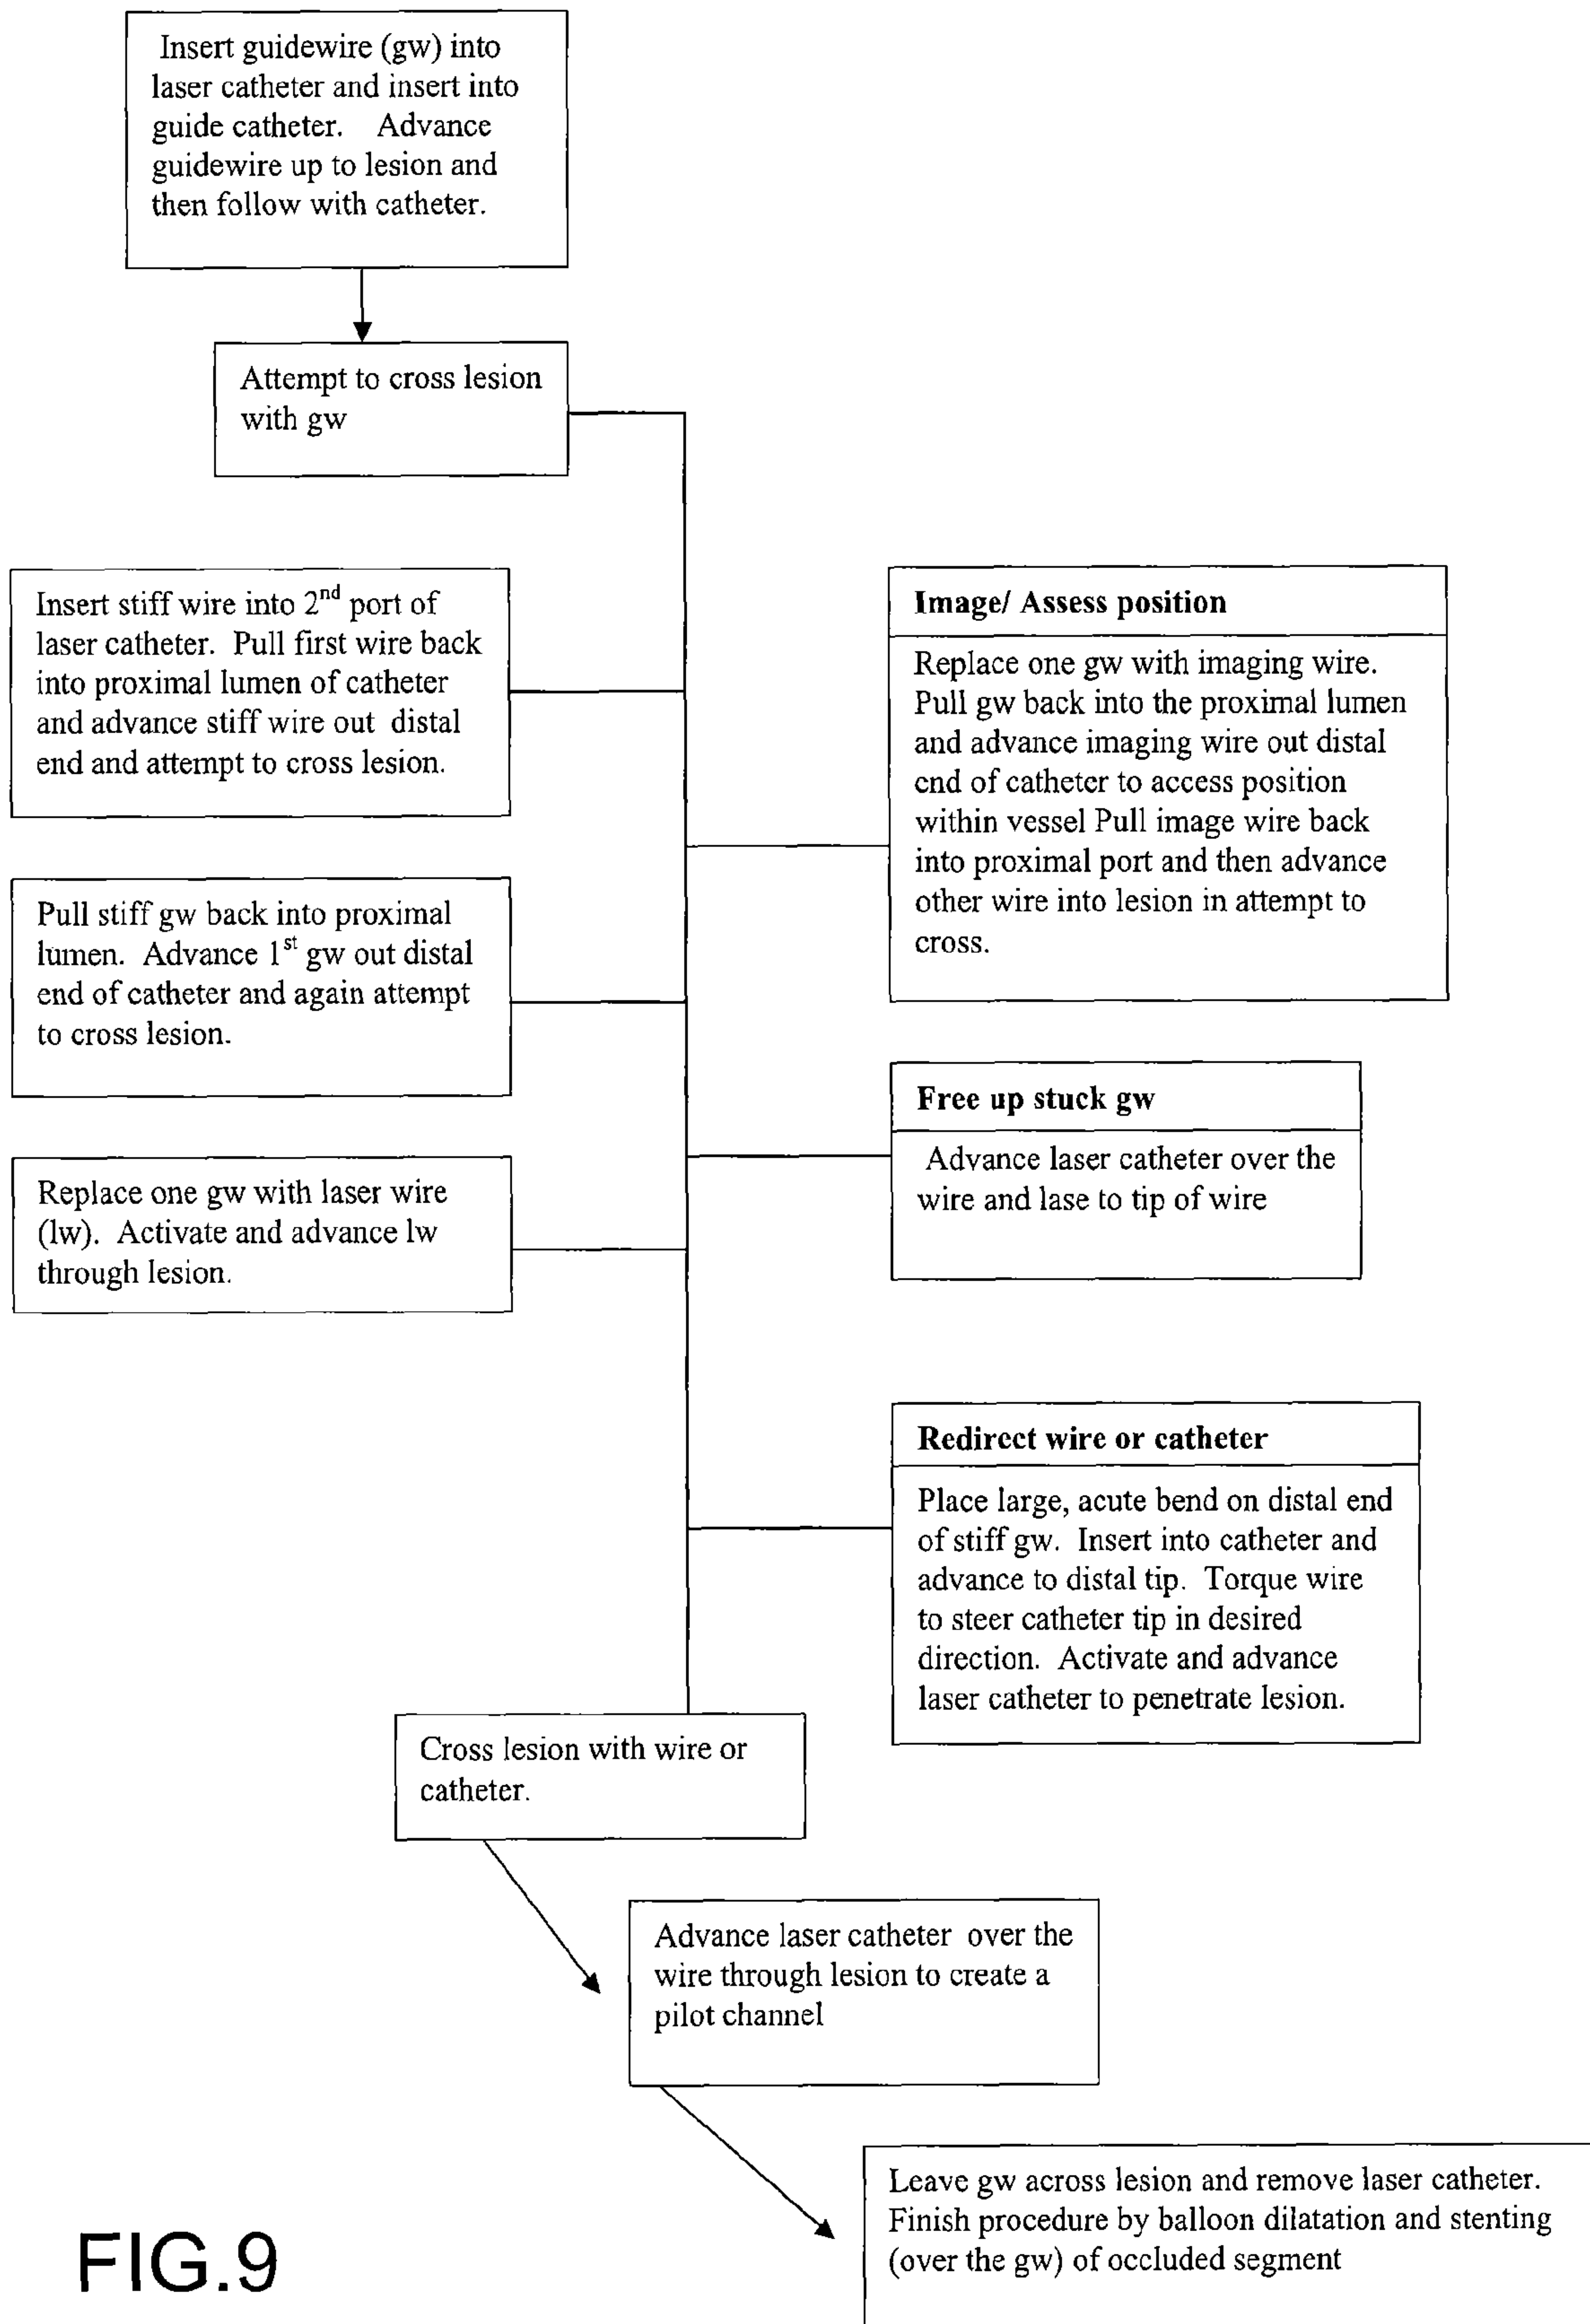 Insert guidewire (gw) into
laser catheter and insert into
guide catheter. Advance
guidewire up to lesion and
then follow with catheter.
Attempt to cross lesion
with gw
Insert stiff wire into 2nd port of
laser catheter. Pull first wire back
into proximal lumen of catheter
and advance stiff wire out distal
end and attempt to cross lesion.
Image/ Assess position
Replace one gw with imaging wire.
Pull gw back into the proximal lumen
and advance imaging wire out distal
end of catheter to access position
within vessel Pull image wire back
into proximal port and then advance
other wire into lesion in attempt to
cross.
Pull stiff gw back into proximal
lumen. Advance 1st gw out distal
end of catheter and again attempt
to cross lesion.
Free up stuck gw
Advance laser catheter over the
wire and lase to tip of wire
Replace one gw with laser wire
(lw). Activate and advance lw
through lesion.
Redirect wire or catheter
Place large, acute bend on distal end
of stiff gw. Insert into catheter and
advance to distal tip. Torque wire
to steer catheter tip in desired
direction. Activate and advance
laser catheter to penetrate lesion.
Cross lesion with wire or
catheter.
Advance laser catheter over the
wire through lesion to create a
pilot channel
Leave gw across lesion and remove laser catheter.
Finish procedure by balloon dilatation and stenting
(over the gw) of occluded segment
FIG.9